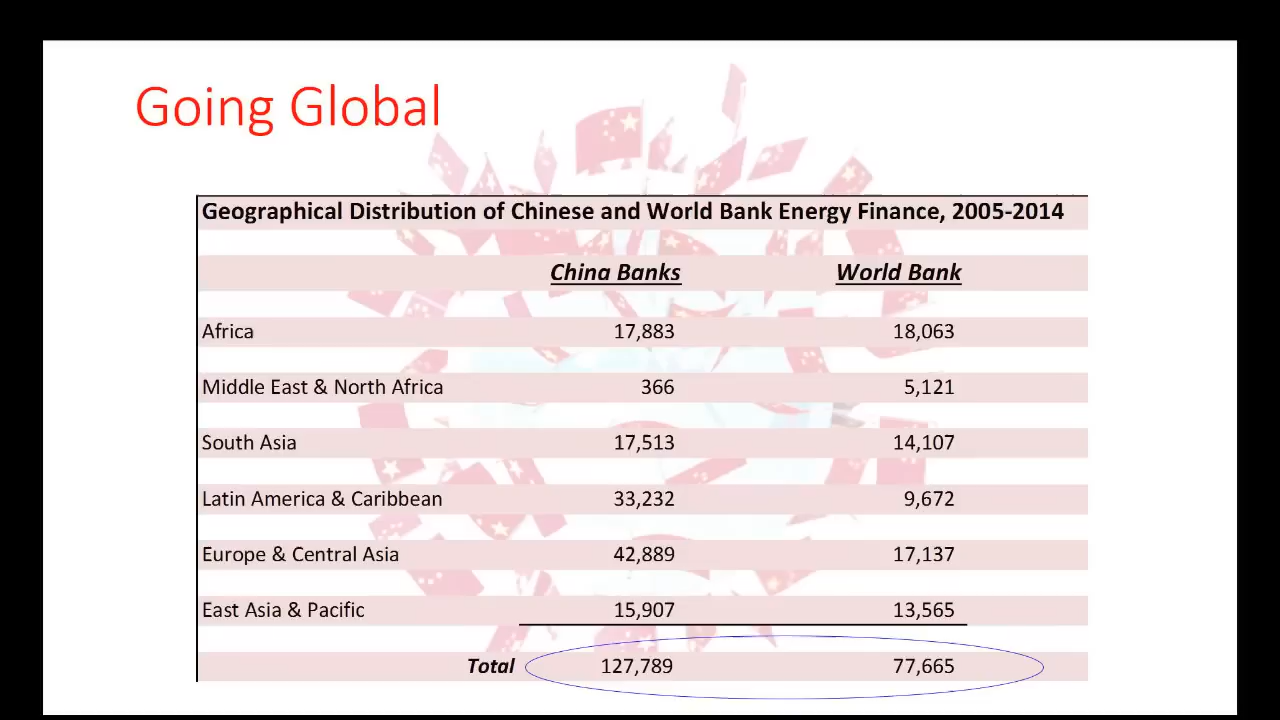 Going Global
Geographical Distribution of Chinese and World Bank Energy Finance, 2005-2014
China Banks World Bank
Africa 17,883 18,063
Middle East & North Africa 366 5,121
South Asia 17,513 14,107
Latin America & Caribbean 33,232 9,672
Europe & Central Asia 42,889 17,137
East Asia & Pacific 15,907 13,565
Total 127,789 77,665